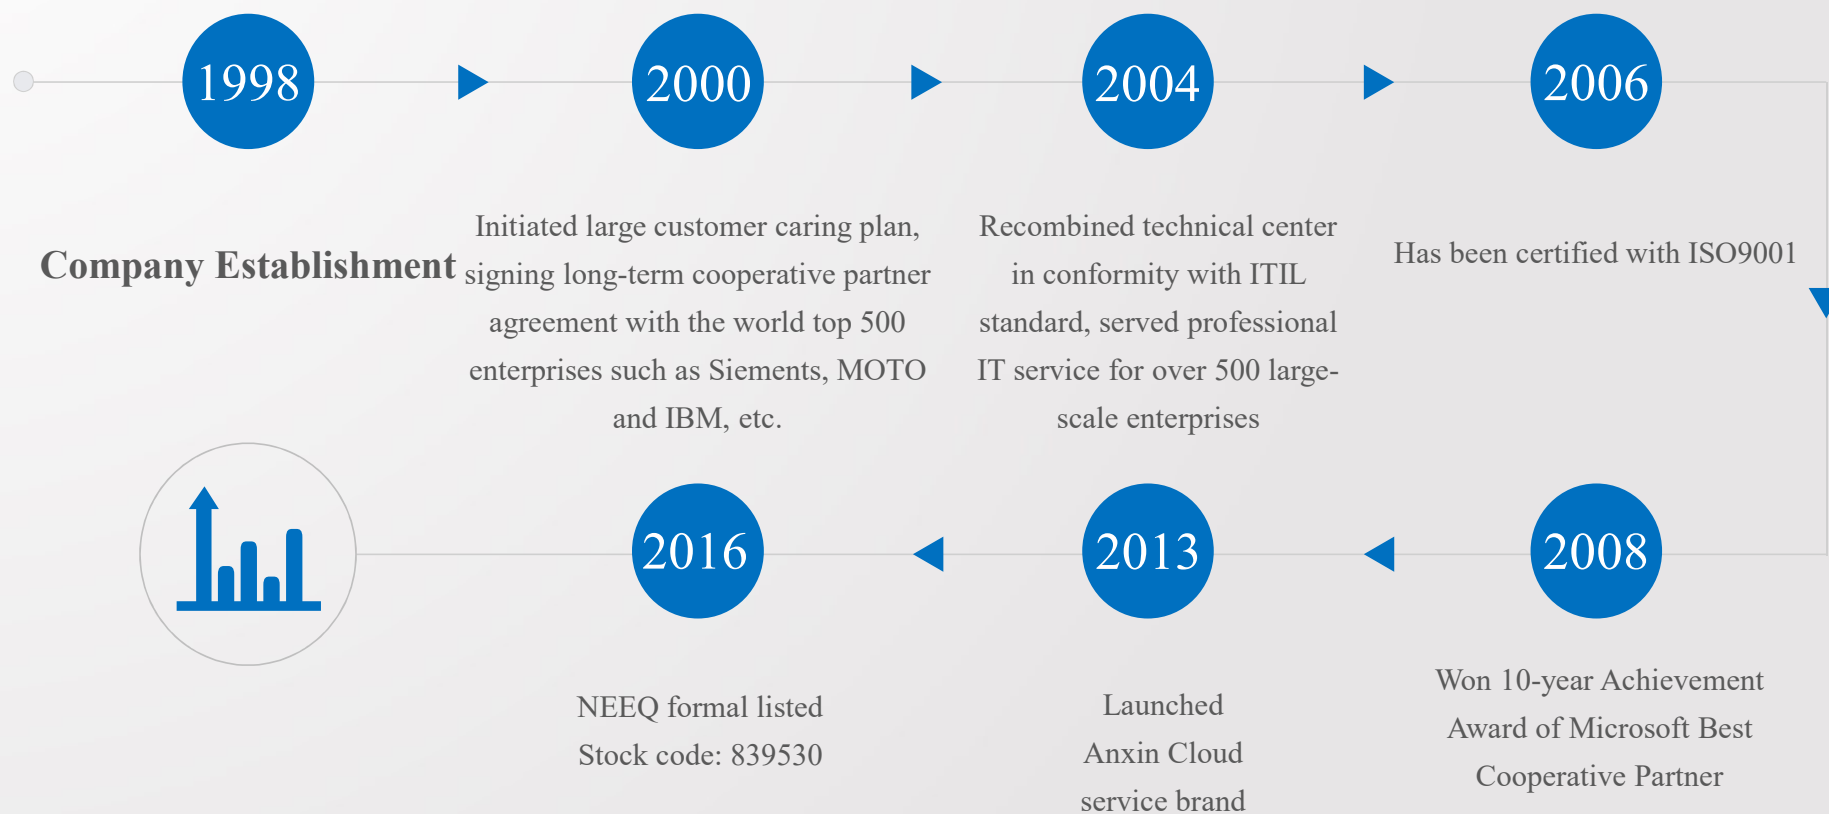 1998
2000
2004
2006
Company Establishment
Initiated large customer caring plan,
signing long-term cooperative partner
agreement with the world top 500
enterprises such as Siements, MOTO
and IBM, etc.
Recombined technical center
in conformity with ITIL
standard, served professional
IT service for over 500 large-
scale enterprises
Has been certified with ISO9001
2008
Won 10-year Achievement
Award of Microsoft Best
Cooperative Partner
2013
Launched
Anxin Cloud
service brand
2016
NEEQ formal listed
Stock code: 839530